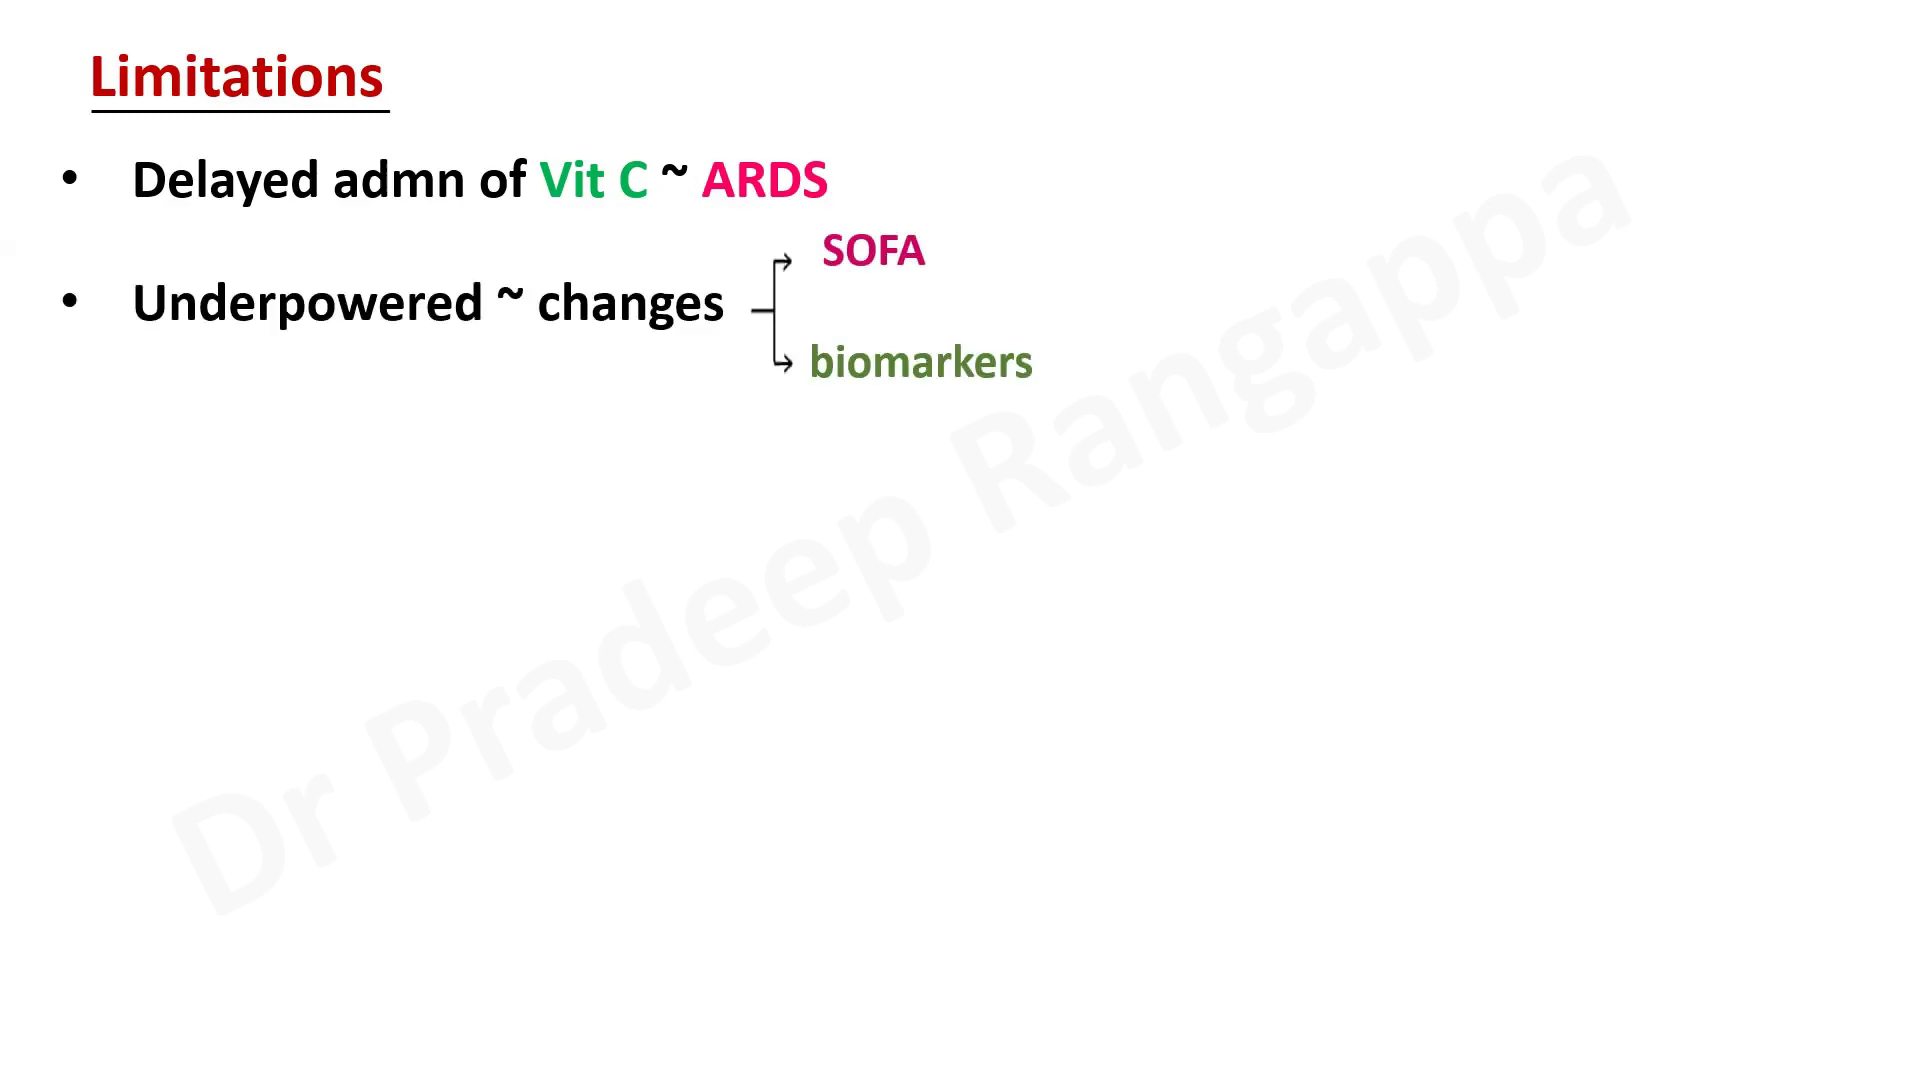 Limitations
• Delayed admn of Vit C ~ ARDS
SOFA
• Underpowered ~ changes
biomarkers
Dr Pradeep Rangappa